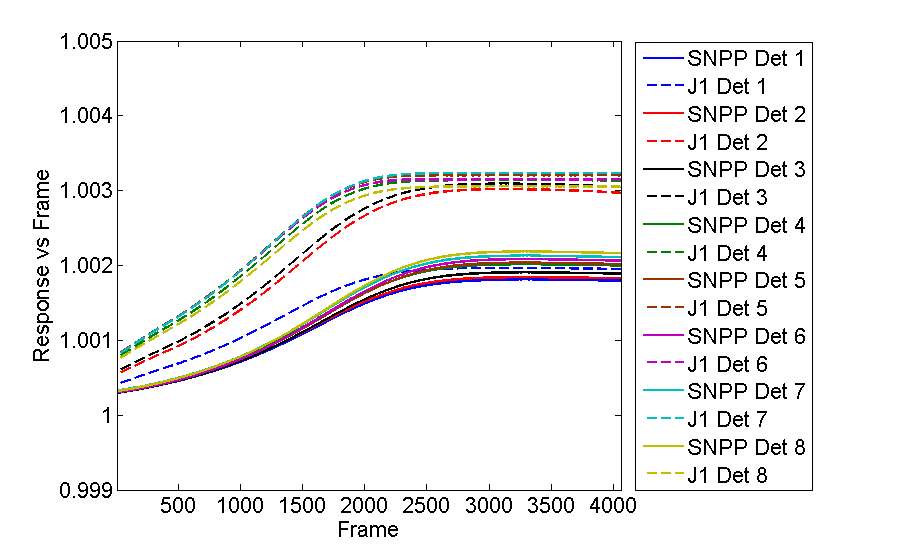 1.005
1.004
1.003
1.002
1.001
1
0.999
Response vs Frame
500 1000 1500 2000 2500 3000 3500 4000
Frame
SNPP Det 1
J1 Det 1
SNPP Det 2
J1 Det 2
SNPP Det 3
J1 Det 3
SNPP Det 4
J1 Det 4
SNPP Det 5
J1 Det 5
SNPP Det 6
J1 Det 6
SNPP Det 7
J1 Det 7
SNPP Det 8
J1 Det 8